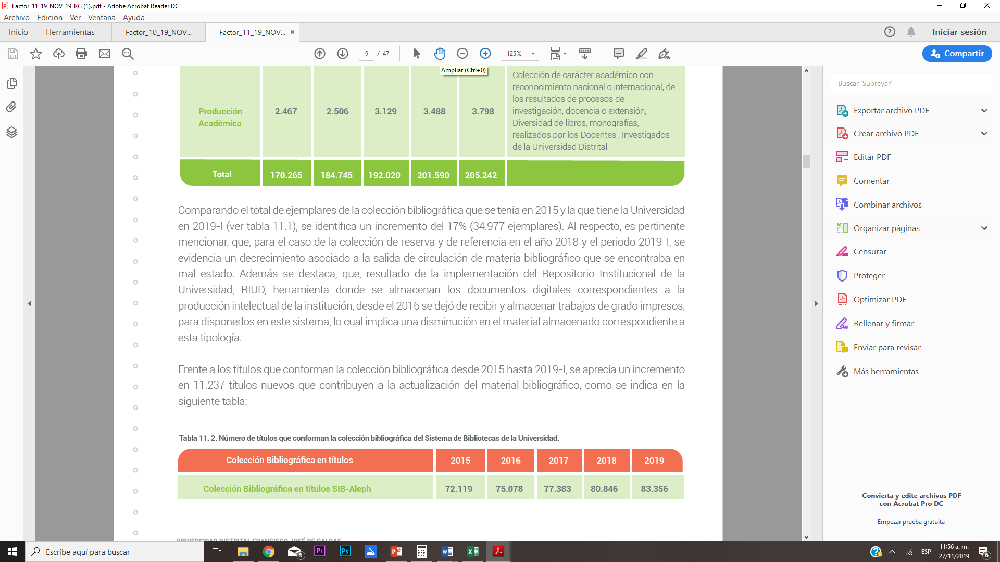 Factor_11_19_NOV_19_RG (1).pdf - Adobe Acrobat Reader DC
Archivo Edición Ver Ventana Ayuda
Inicio Herramientas Factor_10_19_NOV... Factor_11_19_NOV... × Iniciar sesión
9 / 47 125% Compartir
Ampliar (Ctrl+0)
Colección de carácter académico con
reconocimiento nacional o internacional, de
los resultados de procesos de
investigación, docencia o extensión,
Diversidad de libros, monografías,
realizados por los Docentes , Investigados
de la Universidad Distrital
Producción
Académica
2.467 2.506 3.129 3.488 3.798
Total 170.265 184.745 192.020 201.590 205.242
Comparando el total de ejemplares de la colección bibliográfica que se tenía en 2015 y la que tiene la Universidad
en 2019-I (ver tabla 11.1), se identifica un incremento del 17% (34.977 ejemplares). Al respecto, es pertinente
mencionar, que, para el caso de la colección de reserva y de referencia en el año 2018 y el periodo 2019-I, se
evidencia un decrecimiento asociado a la salida de circulación de materia bibliográfico que se encontraba en
mal estado. Además se destaca, que, resultado de la implementación del Repositorio Institucional de la
Universidad, RIUD, herramienta donde se almacenan los documentos digitales correspondientes a la
producción intelectual de la institución, desde el 2016 se dejó de recibir y almacenar trabajos de grado impresos,
para disponerlos en este sistema, lo cual implica una disminución en el material almacenado correspondiente a
esta tipología.
Frente a los títulos que conforman la colección bibliográfica desde 2015 hasta 2019-I, se aprecia un incremento
en 11.237 títulos nuevos que contribuyen a la actualización del material bibliográfico, como se indica en la
siguiente tabla:
Tabla 11. 2. Número de títulos que conforman la colección bibliográfica del Sistema de Bibliotecas de la Universidad.
Colección Bibliográfica en títulos 2015 2016 2017 2018 2019
Colección Bibliográfica en títulos SIB-Aleph 72.119 75.078 77.383 80.846 83.356
UNIVERSIDAD DISTRITAL FRANCISCO JOSÉ DE CALDAS
Buscar 'Subrayar'
Exportar archivo PDF
Crear archivo PDF
Editar PDF
Comentar
Combinar archivos
Organizar páginas
Censurar
Proteger
Optimizar PDF
Rellenar y firmar
Enviar para revisar
Más herramientas
Convierta y edite archivos PDF
con Acrobat Pro DC
Empezar prueba gratuita
Escribe aquí para buscar 5 Pr Ps ESP 11:56 a. m.
27/11/2019 6